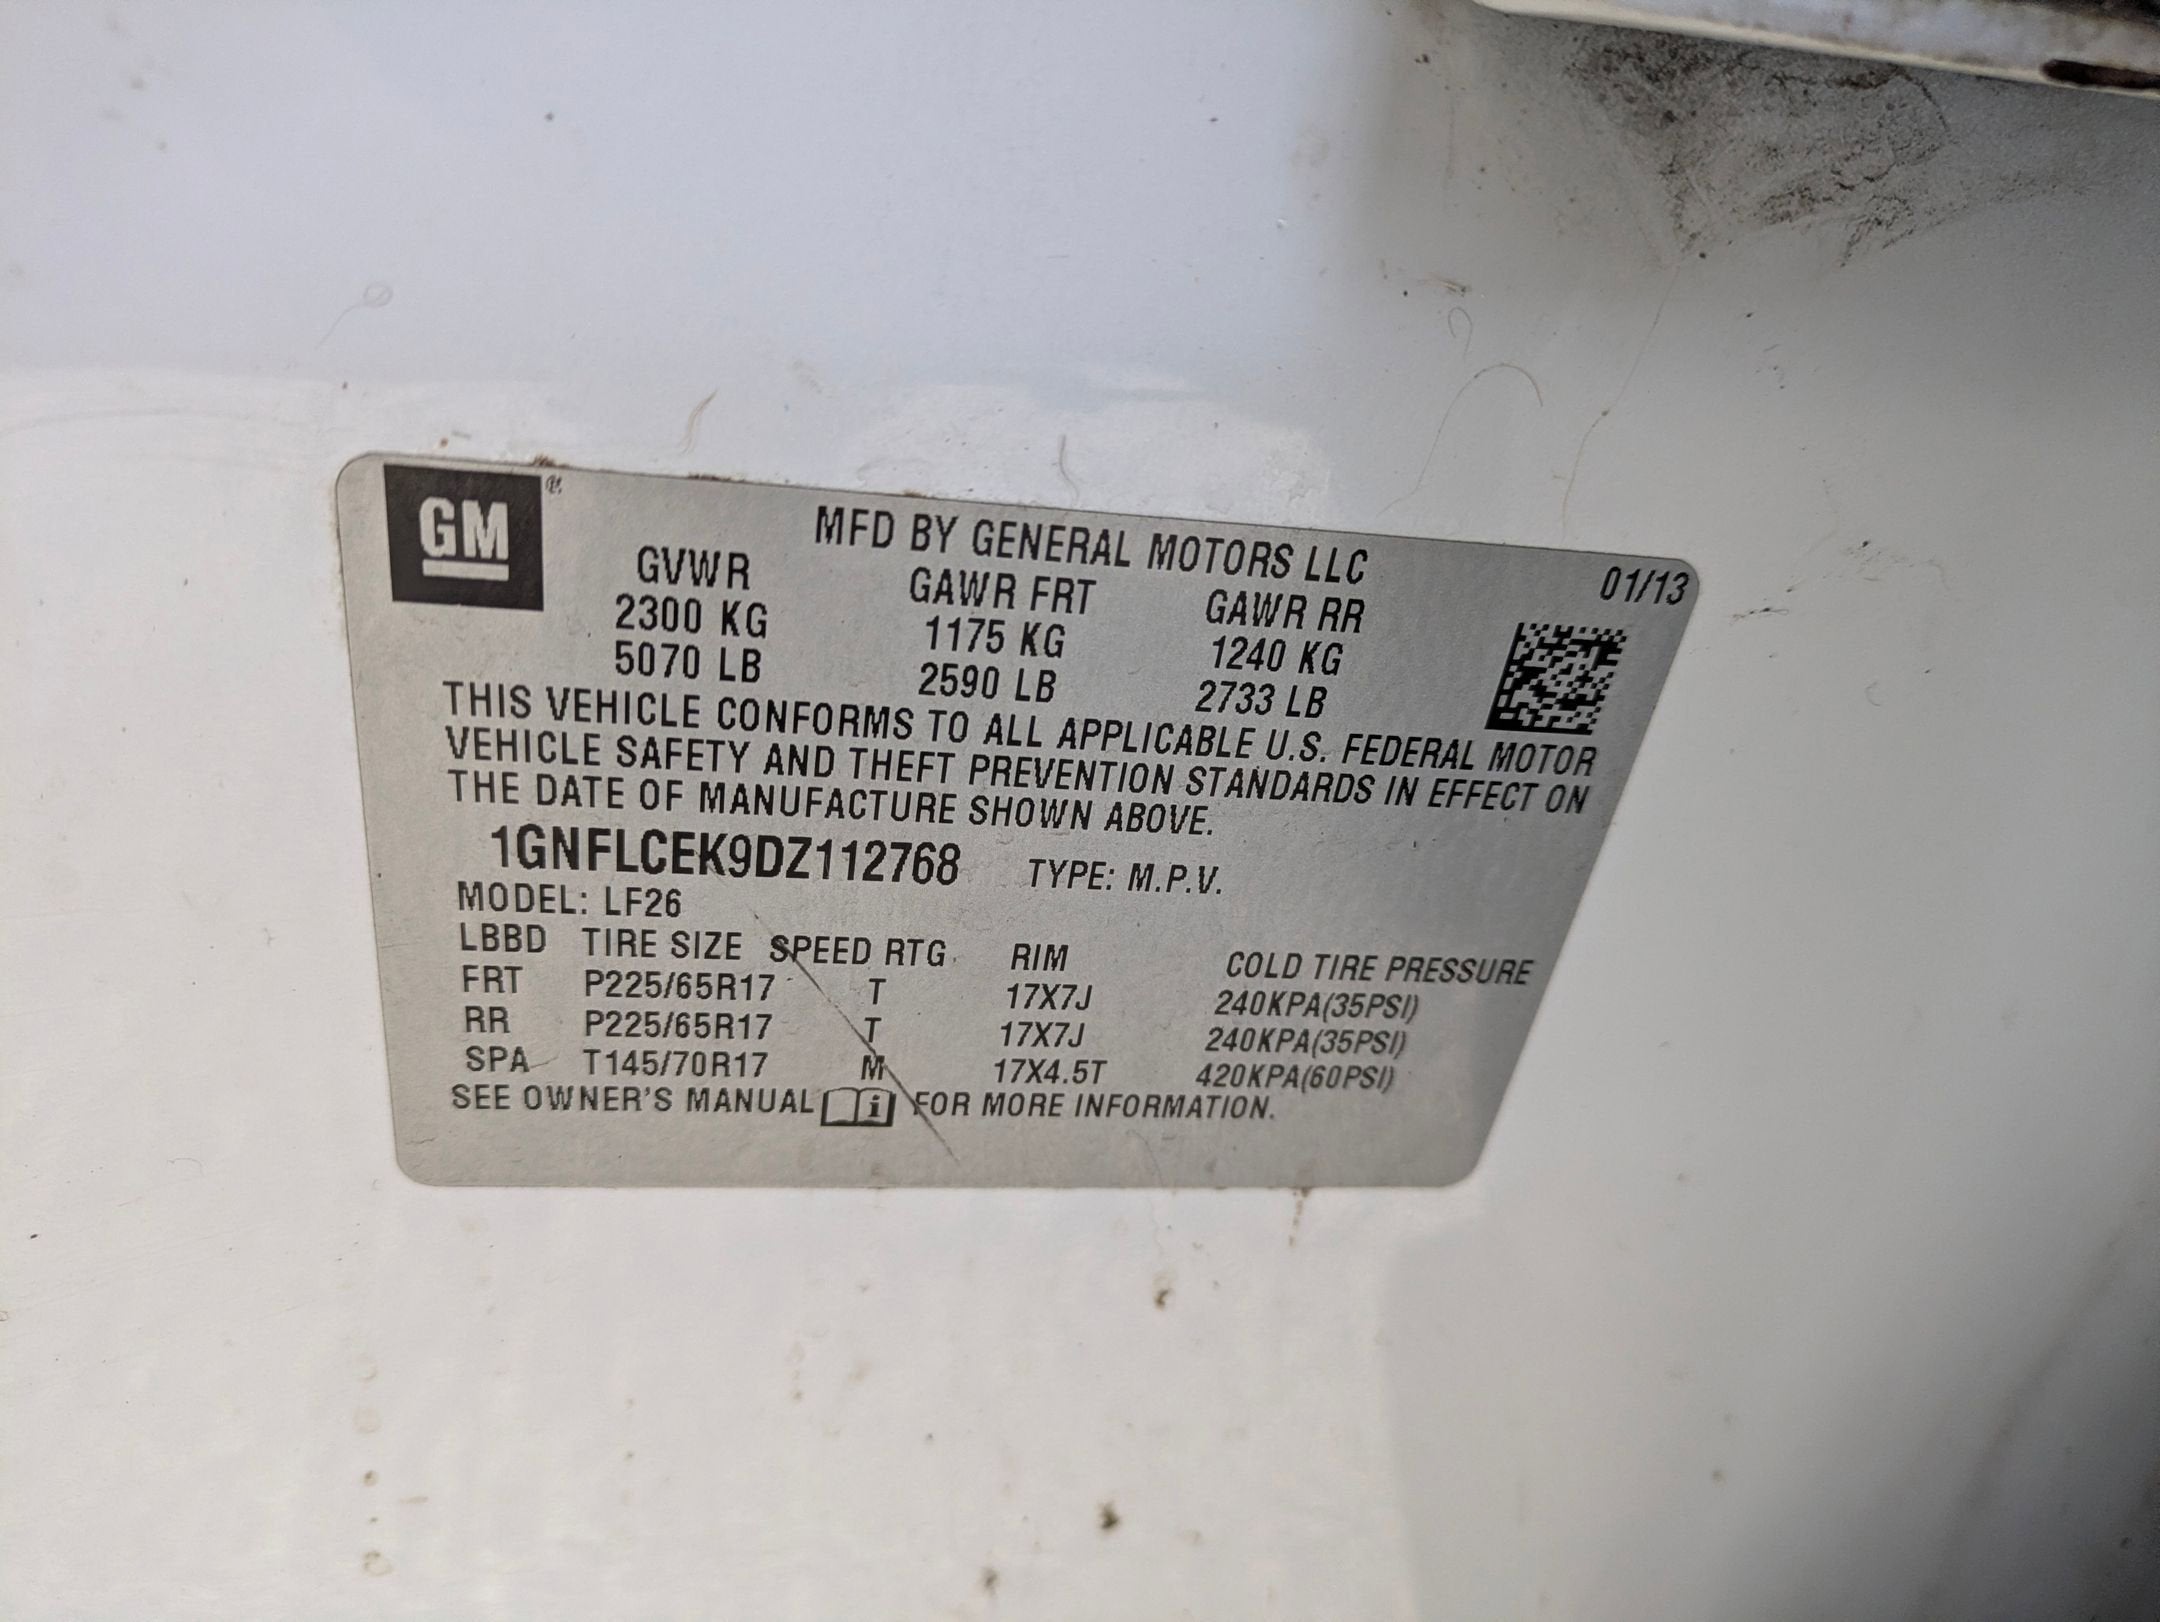 GM
MFD BY GENERAL MOTORS LLC 01/13
GVWR GAWR FRT GAWR RR
2300 KG 1175 KG 1240 KG
5070 LB 2590 LB 2733 LB
THIS VEHICLE CONFORMS TO ALL APPLICABLE U.S. FEDERAL MOTOR
VEHICLE SAFETY AND THEFT PREVENTION STANDARDS IN EFFECT ON
THE DATE OF MANUFACTURE SHOWN ABOVE.
1GNFLCEK9DZ112768 TYPE: M.P.V.
MODEL: LF26
LBBD TIRE SIZE SPEED RTG RIM COLD TIRE PRESSURE
FRT P225/65R17 T 17X7J 240KPA(35PSI)
RR P225/65R17 T 17X7J 240KPA(35PSI)
SPA T145/70R17 M 17X4.5T 420KPA(60PSI)
SEE OWNER'S MANUAL i FOR MORE INFORMATION.